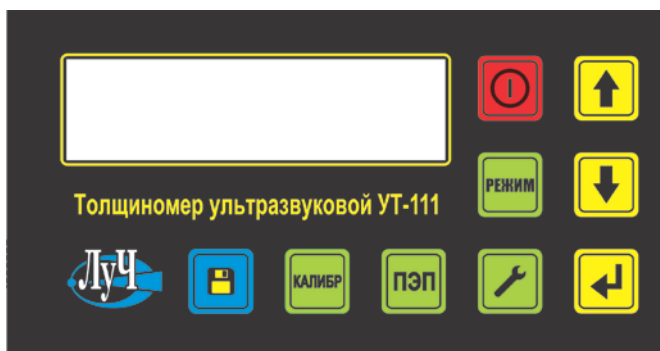 РЕЖИМ
Толщиномер ультразвуковой УТ-111
ЛуЧ
КАЛИБР
ПЭП